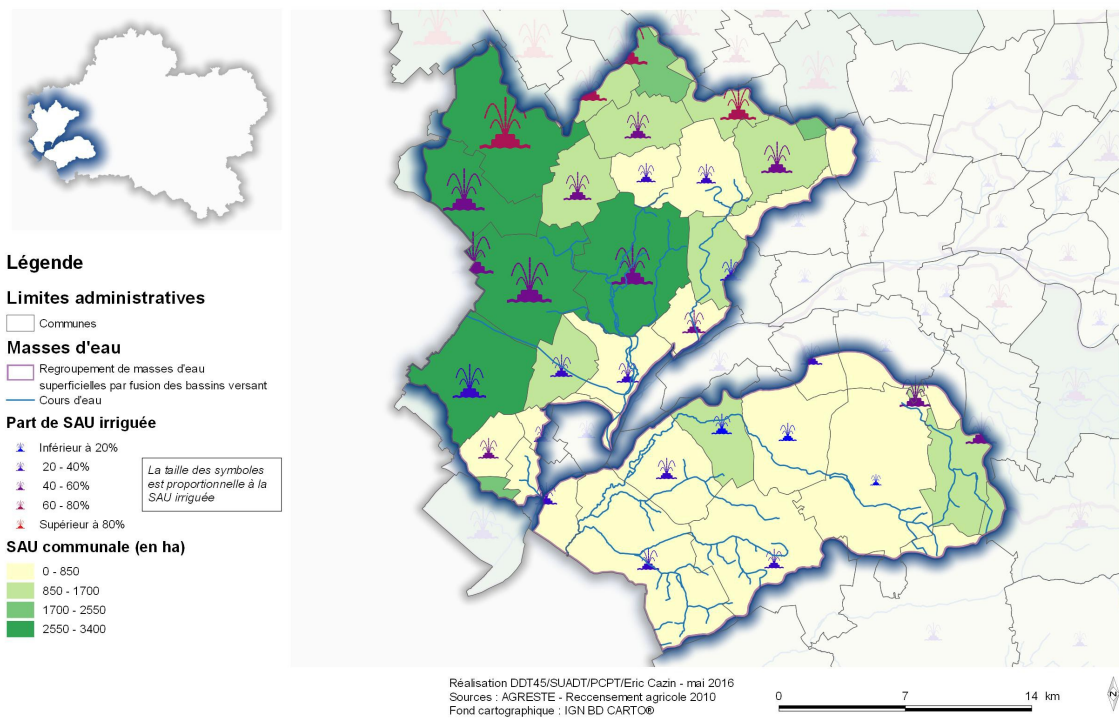 Légende
Limites administratives
Communes
Masses d'eau
Regroupement de masses d'eau
superficielles par fusion des bassins versant
Cours d'eau
Part de SAU irriguée
Inférieur à 20%
20 - 40%
40 - 60%
60 - 80%
Supérieur à 80%
La taille des symboles
est proportionnelle à la
SAU irriguée
SAU communale (en ha)
0 - 850
850 - 1700
1700 - 2550
2550 - 3400
Réalisation DDT45/SUADT/PCPT/Eric Cazin - mai 2016
Sources : AGRESTE - Reccensement agricole 2010
Fond cartographique : IGN BD CARTO®
0 7 14 km